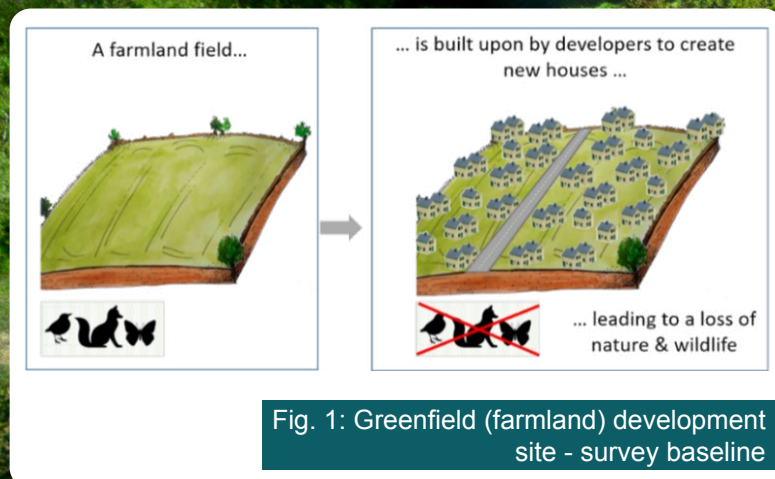 A farmland field...
... is built upon by developers to create
new houses ...
... leading to a loss of
nature & wildlife
Fig. 1: Greenfield (farmland) development
site - survey baseline